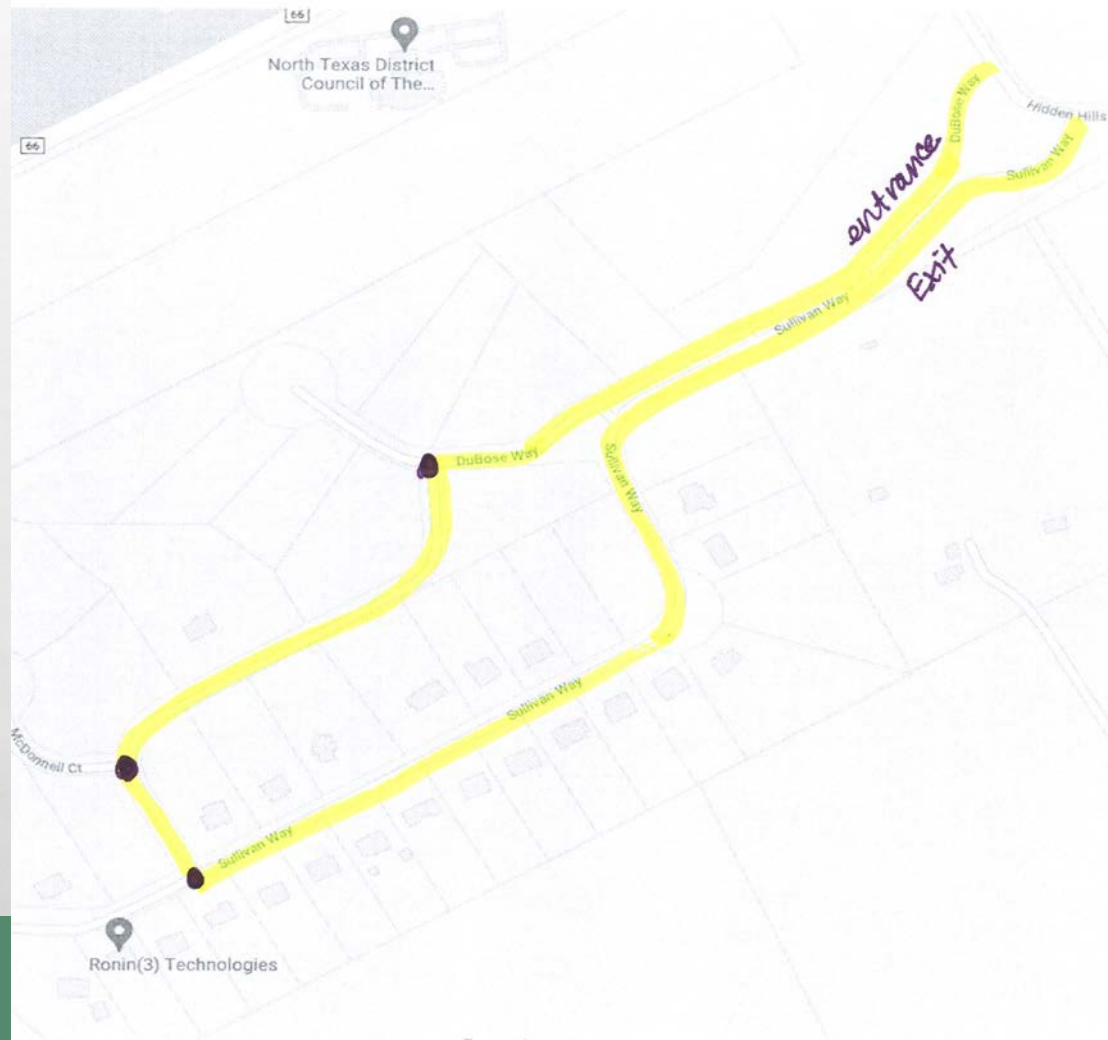 66
North Texas District
Council of The...
66
DuBose Way
Hidden Hills
entrance
Sullivan Way
Exit
Sullivan Way
DuBose Way
Sullivan Way
Sullivan Way
McDonnell Ct
Sullivan Way
Ronin(3) Technologies